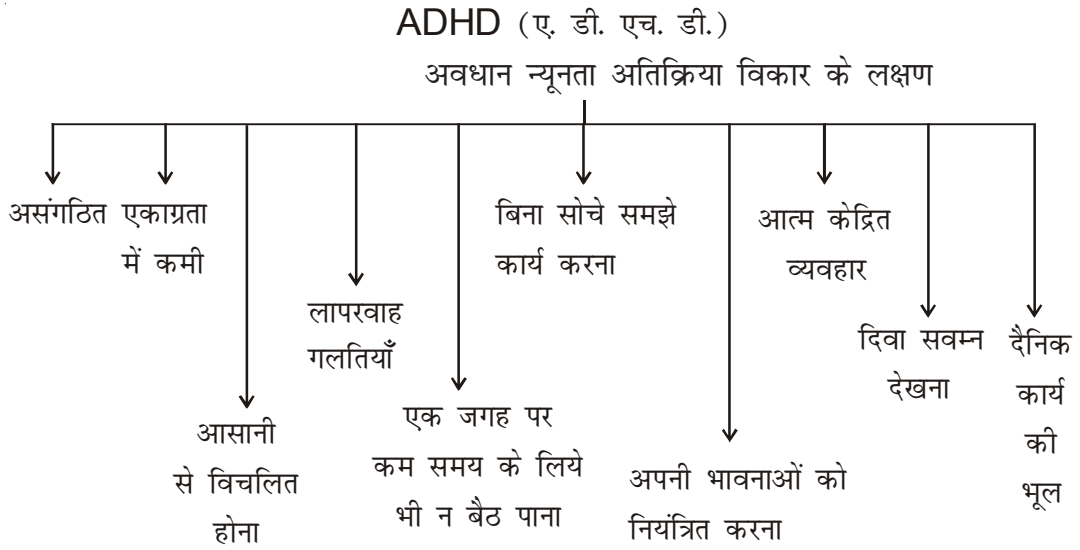 ADHD (ए. डी. एच. डी.)
अवधान न्यूनता अतिक्रिया विकार के लक्षण
असंगठित
एकाग्रता
में कमी
आसानी
से विचलित
होना
लापरवाह
गलतियाँ
एक जगह पर
कम समय के लिये
भी न बैठ पाना
बिना सोचे समझे
कार्य करना
अपनी भावनाओं को
नियंत्रित करना
आत्म केद्रित
व्यवहार
दिवा सवम्न
देखना
दैनिक
कार्य
की
भूल